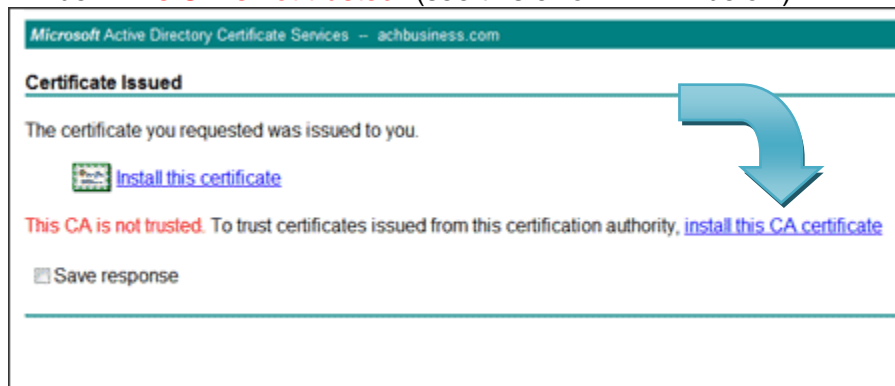 Microsoft Active Directory Certificate Services -- achbusiness.com
Certificate Issued
The certificate you requested was issued to you.
Install this certificate
This CA is not trusted. To trust certificates issued from this certification authority, install this CA certificate
Save response